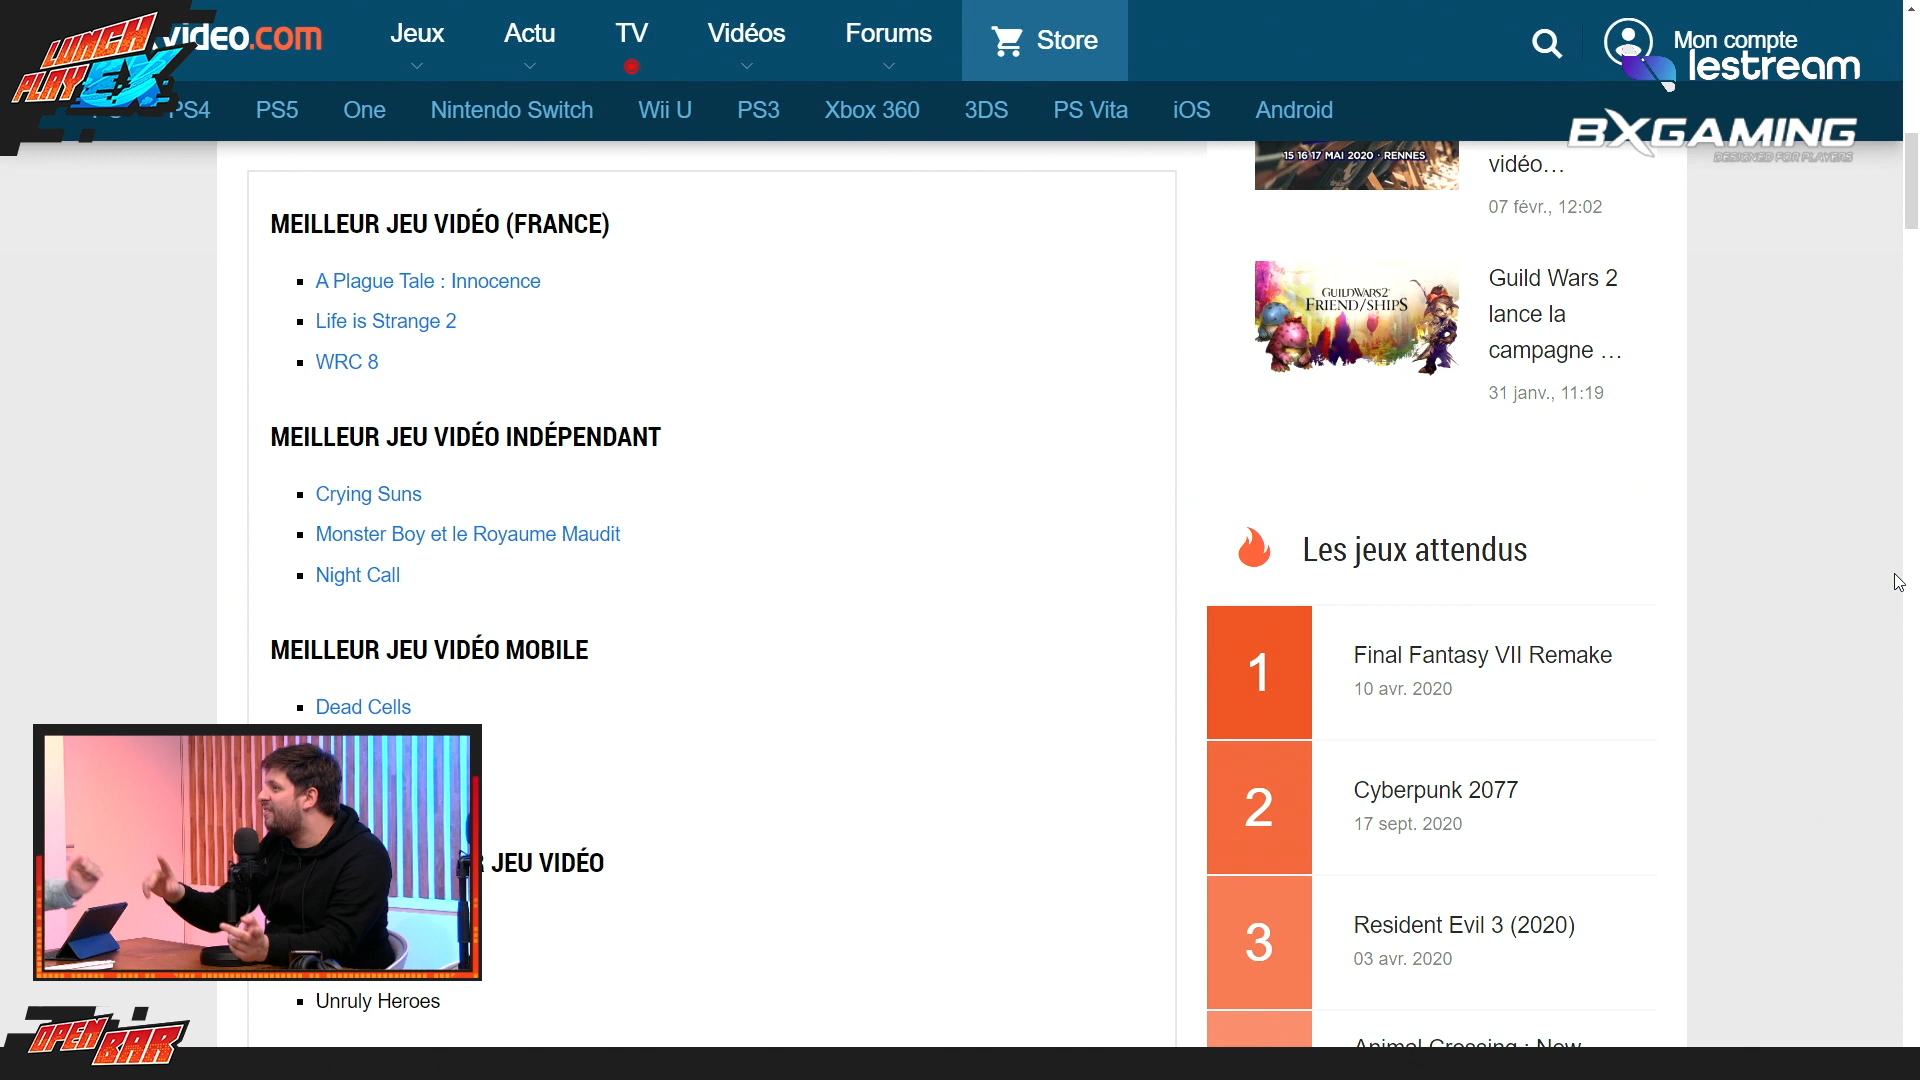 LUNCH
PLAY EX
video.com
Jeux
Actu
TV
Vidéos
Forums
Store
Mon compte
lestream
PS4
PS5
One
Nintendo Switch
Wii U
PS3
Xbox 360
3DS
PS Vita
iOS
Android
BXGAMING
DESIGNED FOR PLAYERS
MEILLEUR JEU VIDÉO (FRANCE)
A Plague Tale : Innocence
Life is Strange 2
WRC 8
MEILLEUR JEU VIDÉO INDÉPENDANT
Crying Suns
Monster Boy et le Royaume Maudit
Night Call
MEILLEUR JEU VIDÉO MOBILE
Dead Cells
JEU VIDÉO
Unruly Heroes
OPEN
BAR
15 16 17 MAI 2020 · RENNES
vidéo…
07 févr., 12:02
GUILD WARS 2
FRIEND/SHIPS
Guild Wars 2
lance la
campagne …
31 janv., 11:19
Les jeux attendus
1
Final Fantasy VII Remake
10 avr. 2020
2
Cyberpunk 2077
17 sept. 2020
3
Resident Evil 3 (2020)
03 avr. 2020
Animal Crossing : New